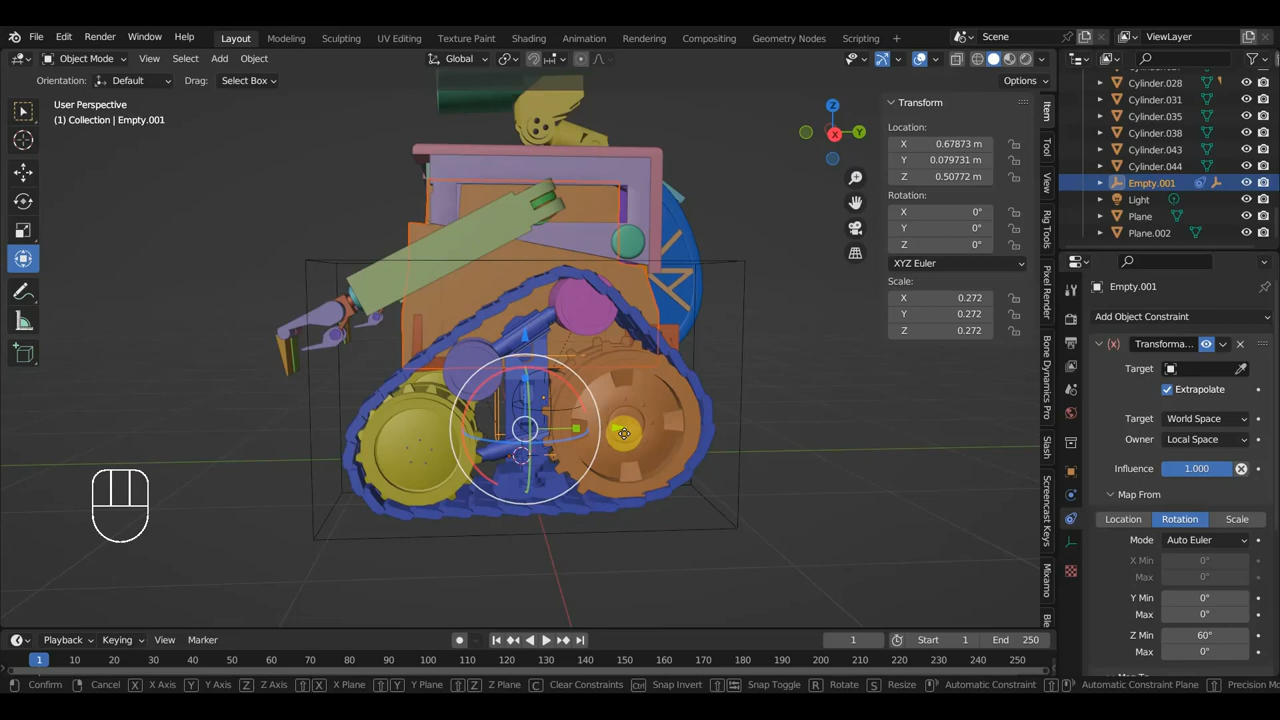 File Edit Render Window Help Layout Modeling Sculpting UV Editing Texture Paint Shading Animation Rendering Compositing Geometry Nodes Scripting + Scene ViewLayer
Object Mode View Select Add Object Global Options
Orientation: Default Drag: Select Box
User Perspective
(1) Collection | Empty.001
Z
Y
X
Transform
Location:
X 0.67873 m
Y 0.079731 m
Z 0.50772 m
Rotation:
X 0°
Y 0°
Z 0°
XYZ Euler
Scale:
X 0.272
Y 0.272
Z 0.272
Item
Tool
View
Rig Tools
Pixel Render
Bone Dynamics Pro
Slash
Screencast Keys
Mixamo
Ble
Cylinder.028
Cylinder.031
Cylinder.035
Cylinder.038
Cylinder.043
Cylinder.044
Empty.001
Light
Plane
Plane.002
Empty.001
Add Object Constraint
Transforma...
Target
Extrapolate
Target World Space
Owner Local Space
Influence 1.000
Map From
Location Rotation Scale
Mode Auto Euler
X Min 0°
Max 0°
Y Min 0°
Max 0°
Z Min 60°
Max 0°
Playback Keying View Marker 1 Start 1 End 250
1 10 20 30 40 50 60 70 80 90 100 110 120 130 140 150 160 170 180 190 200 210 220 230 240 250
Confirm Cancel X X Axis Y Y Axis Z Z Axis X X Plane Y Y Plane Z Z Plane C Clear Constraints Ctrl Snap Invert Snap Toggle R Rotate S Resize Automatic Constraint Automatic Constraint Plane Precision Mo